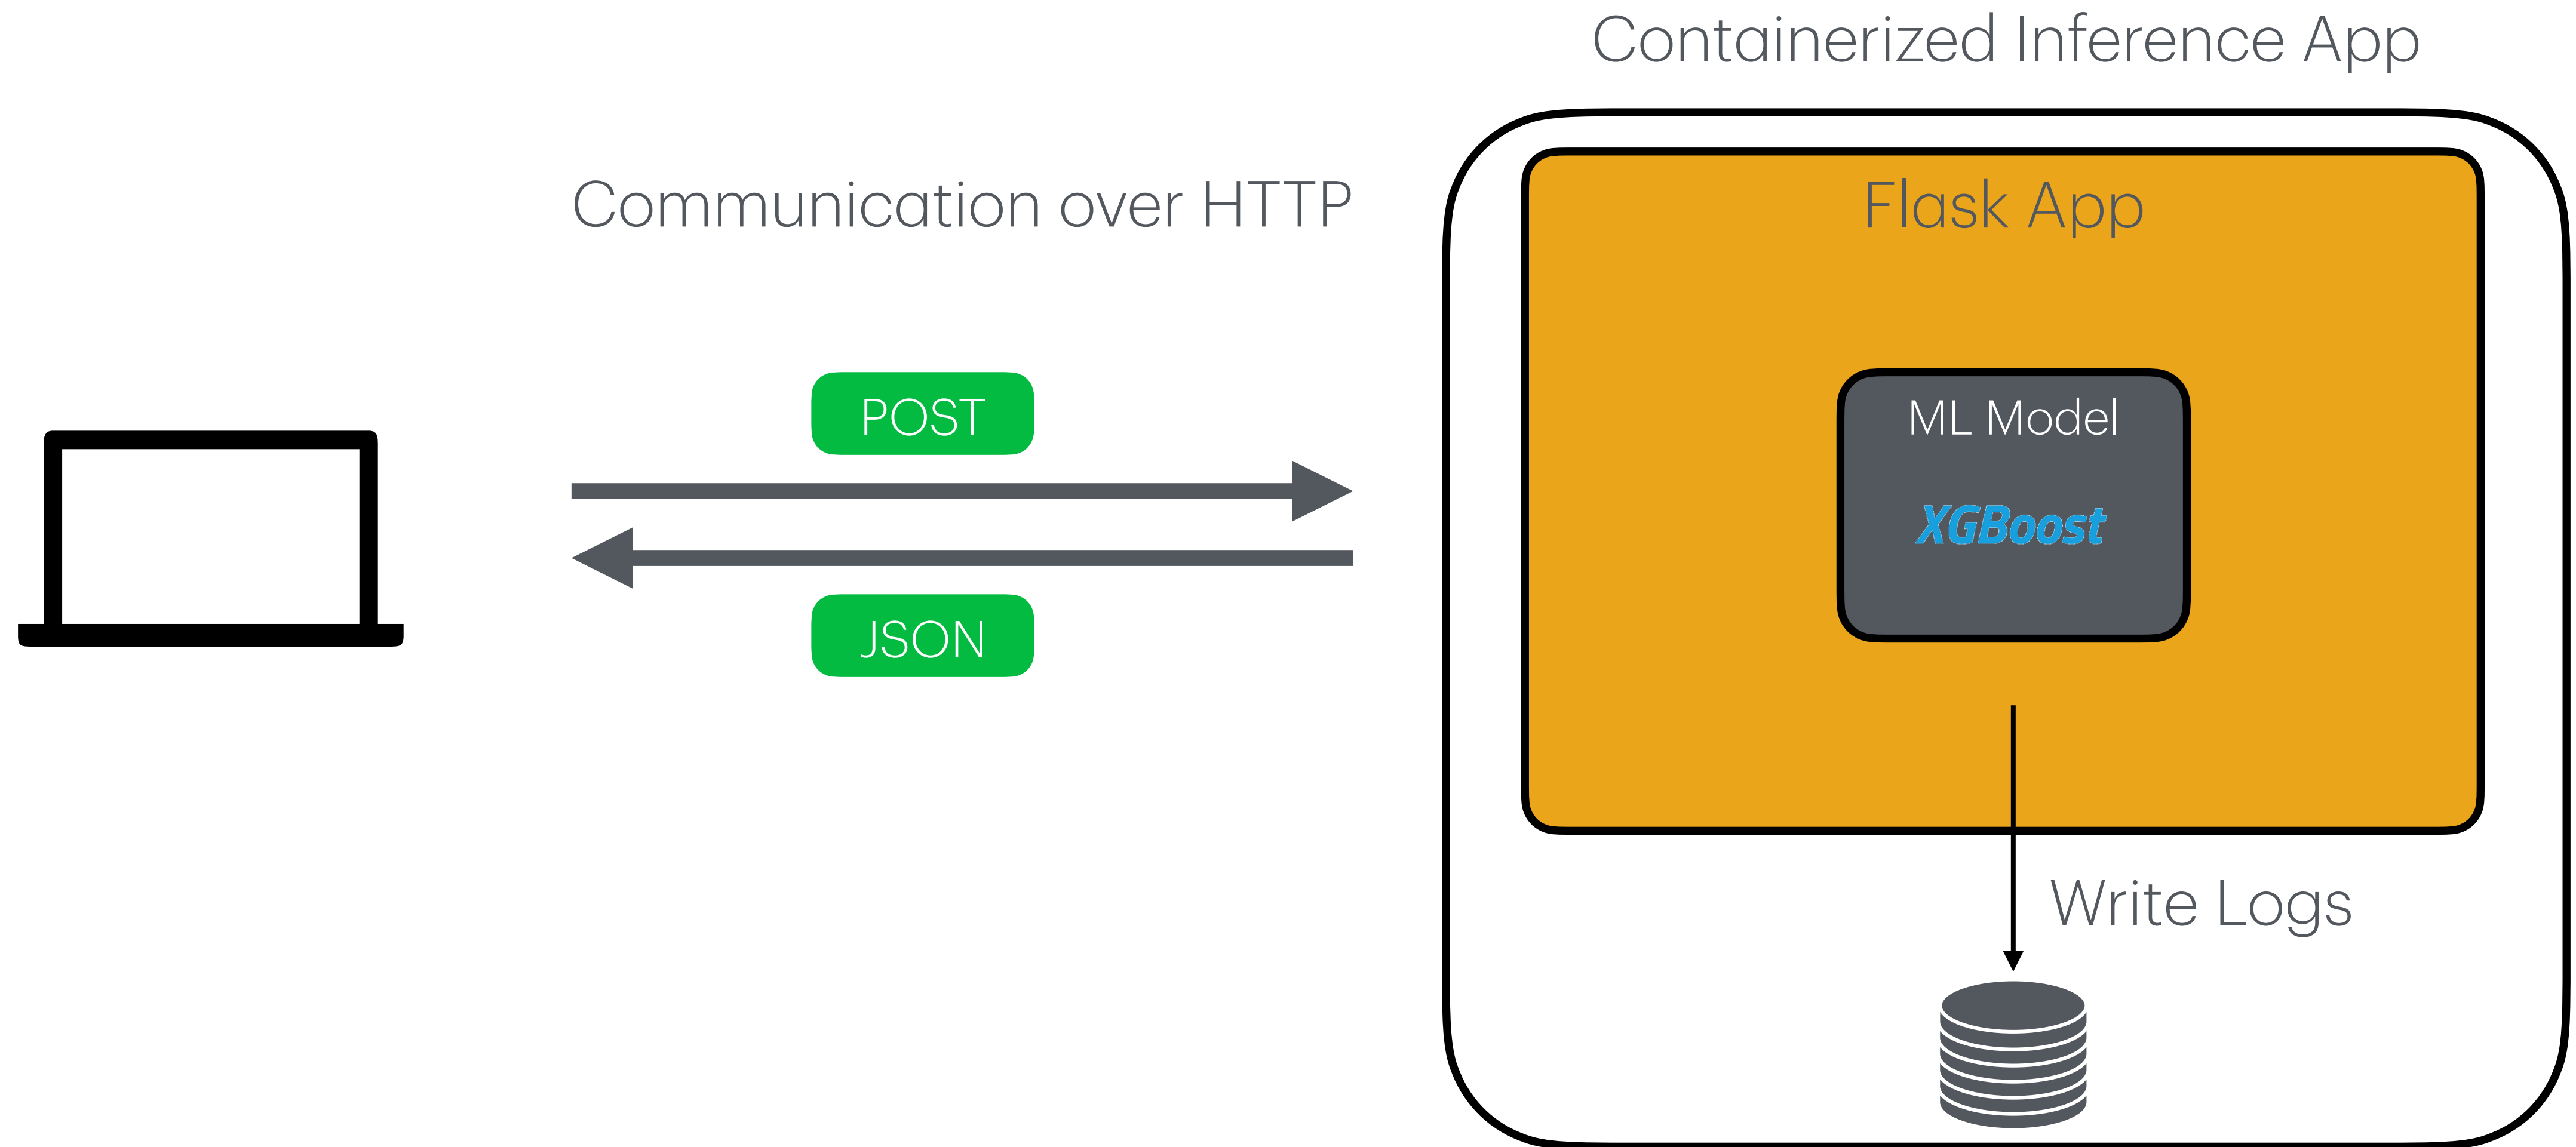 Containerized Inference App
Communication over HTTP
Flask App
POST
ML Model
XGBoost
JSON
Write Logs